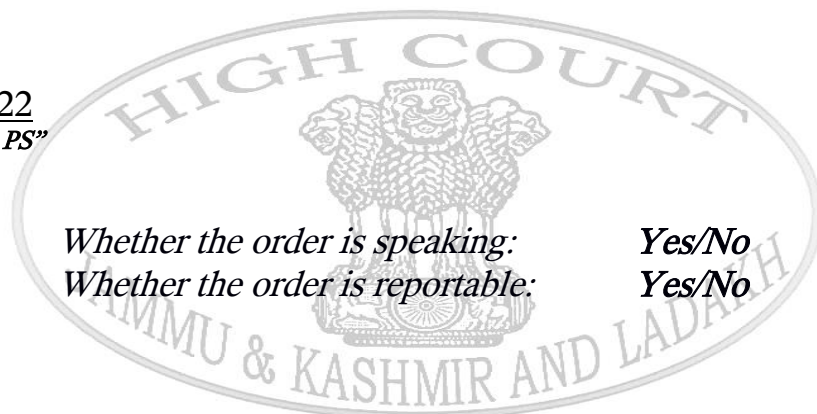 HIGH COURT
22
PS”
Whether the order is speaking: Yes/No
Whether the order is reportable: Yes/No
JAMMU & KASHMIR AND LADAKH